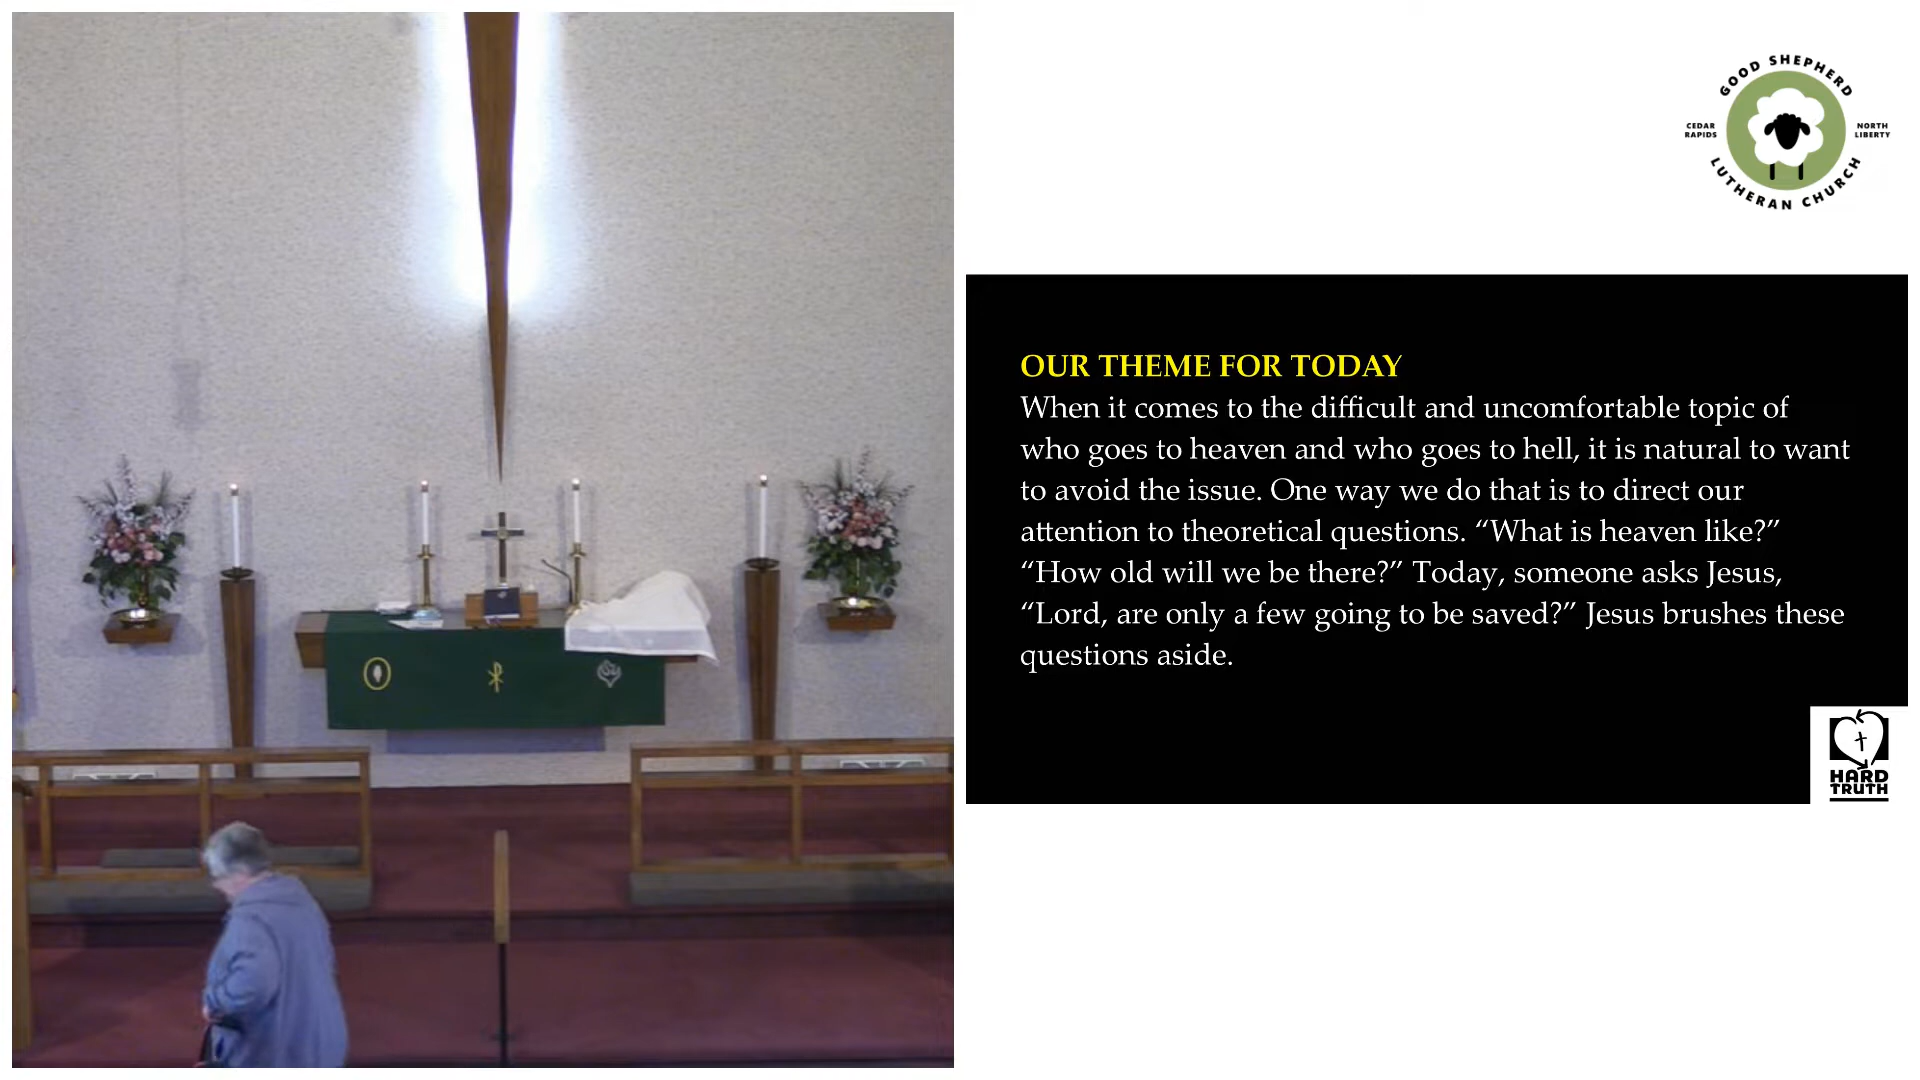 GOOD SHEPHERD
CEDAR
RAPIDS
NORTH
LIBERTY
LUTHERAN CHURCH
OUR THEME FOR TODAY
When it comes to the difficult and uncomfortable topic of
who goes to heaven and who goes to hell, it is natural to want
to avoid the issue. One way we do that is to direct our
attention to theoretical questions. “What is heaven like?”
“How old will we be there?” Today, someone asks Jesus,
“Lord, are only a few going to be saved?” Jesus brushes these
questions aside.
HARD
TRUTH